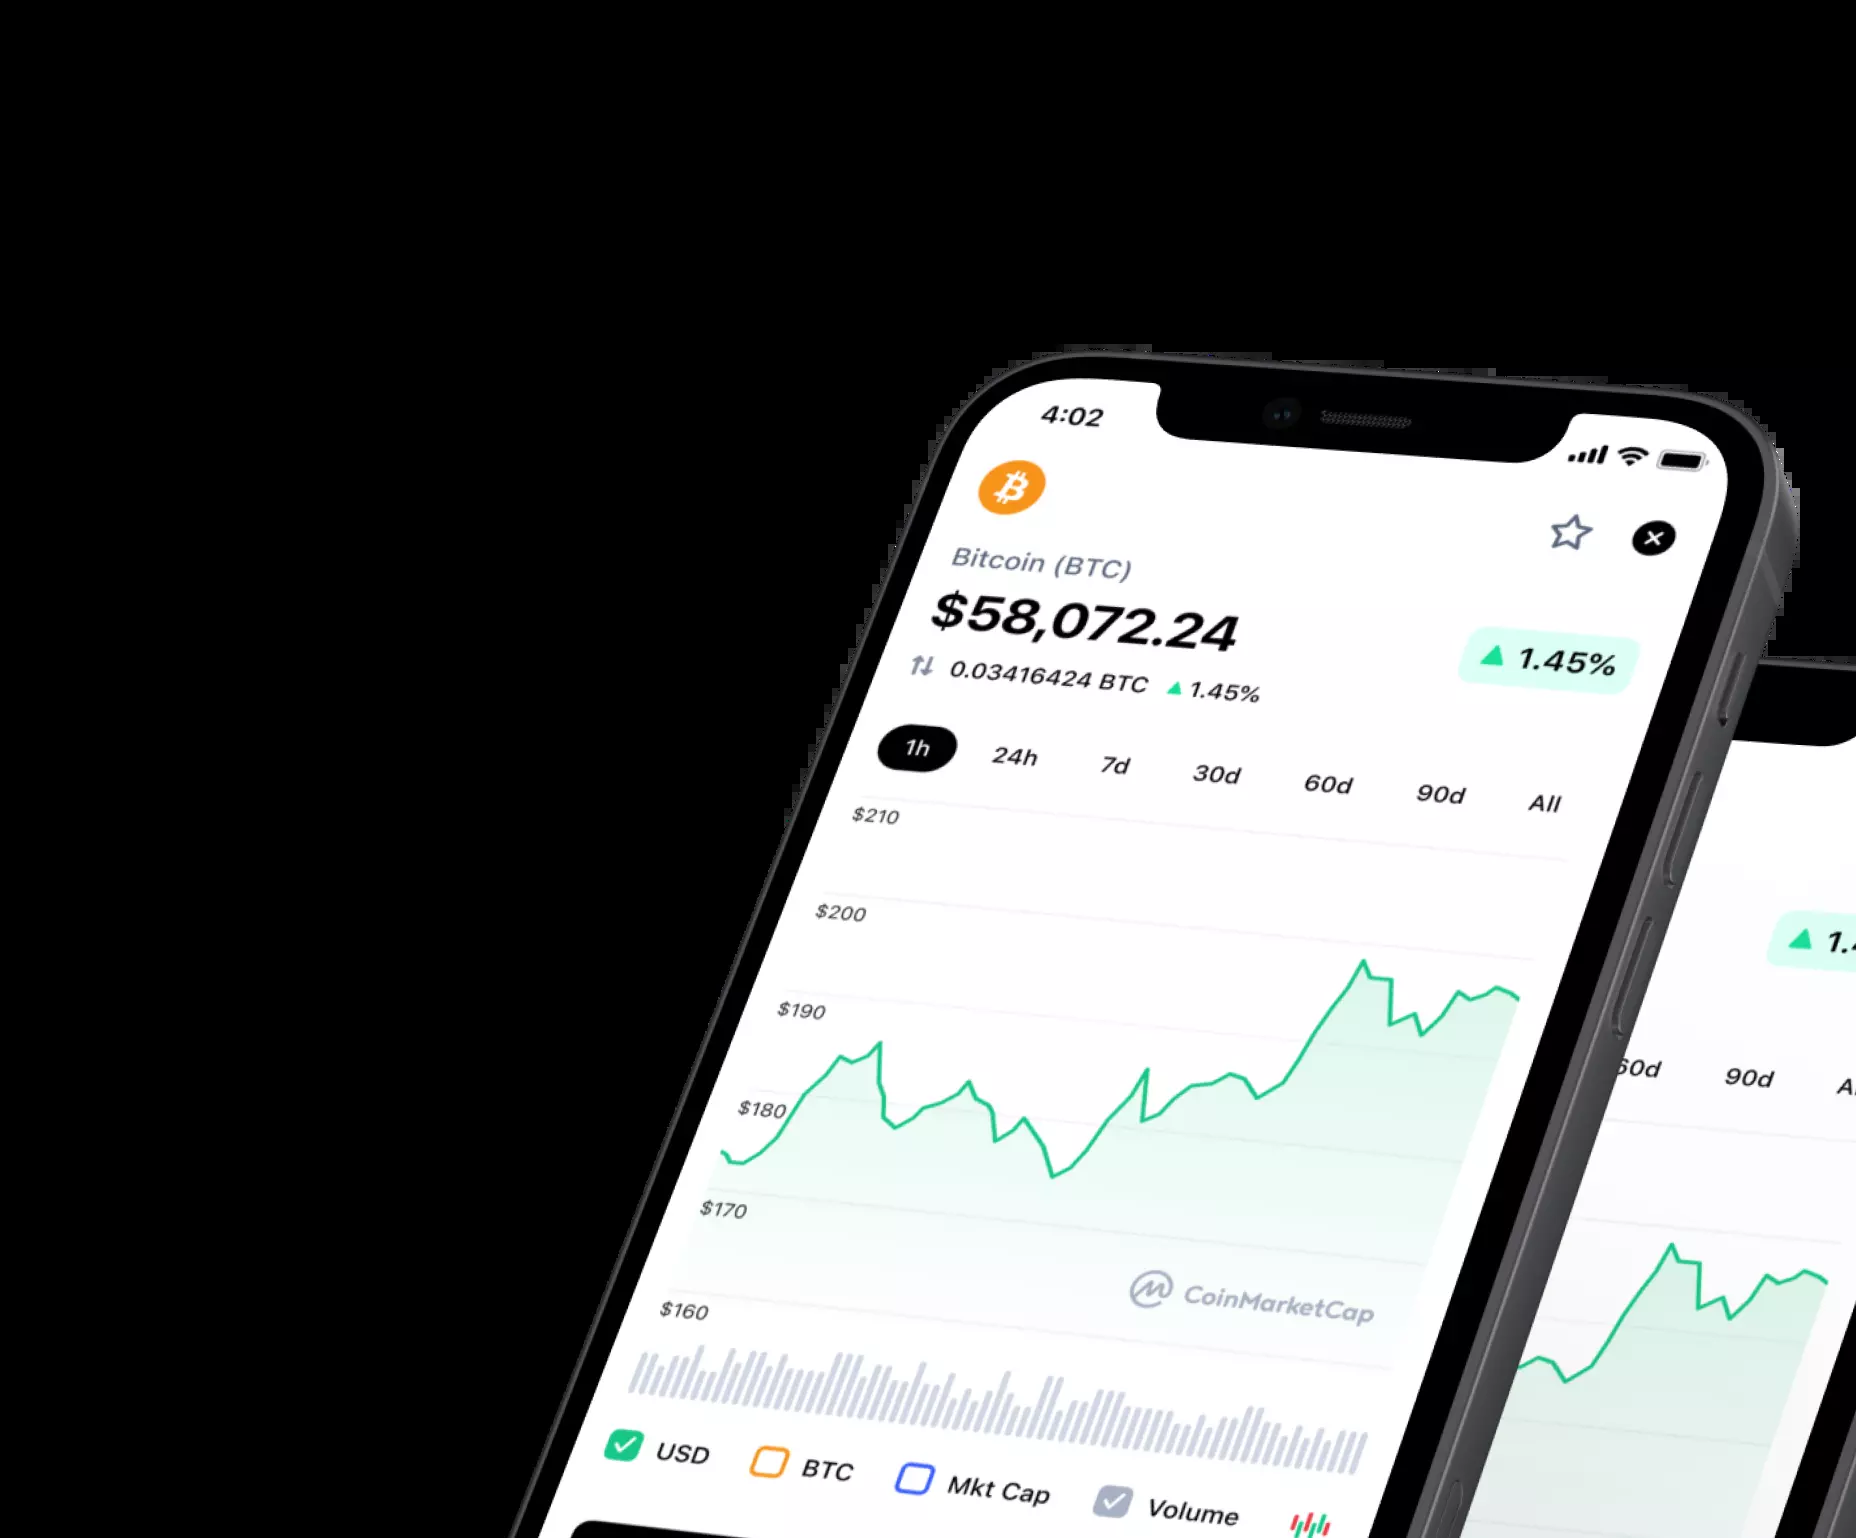 4:02
Bitcoin (BTC)
$58,072.24
1.45%
0.03416424 BTC 1.45%
1h 24h 7d 30d 60d 90d All
$210
$200
$190
$180
$170
$160
CoinMarketCap
USD BTC Mkt Cap Volume
60d 90d